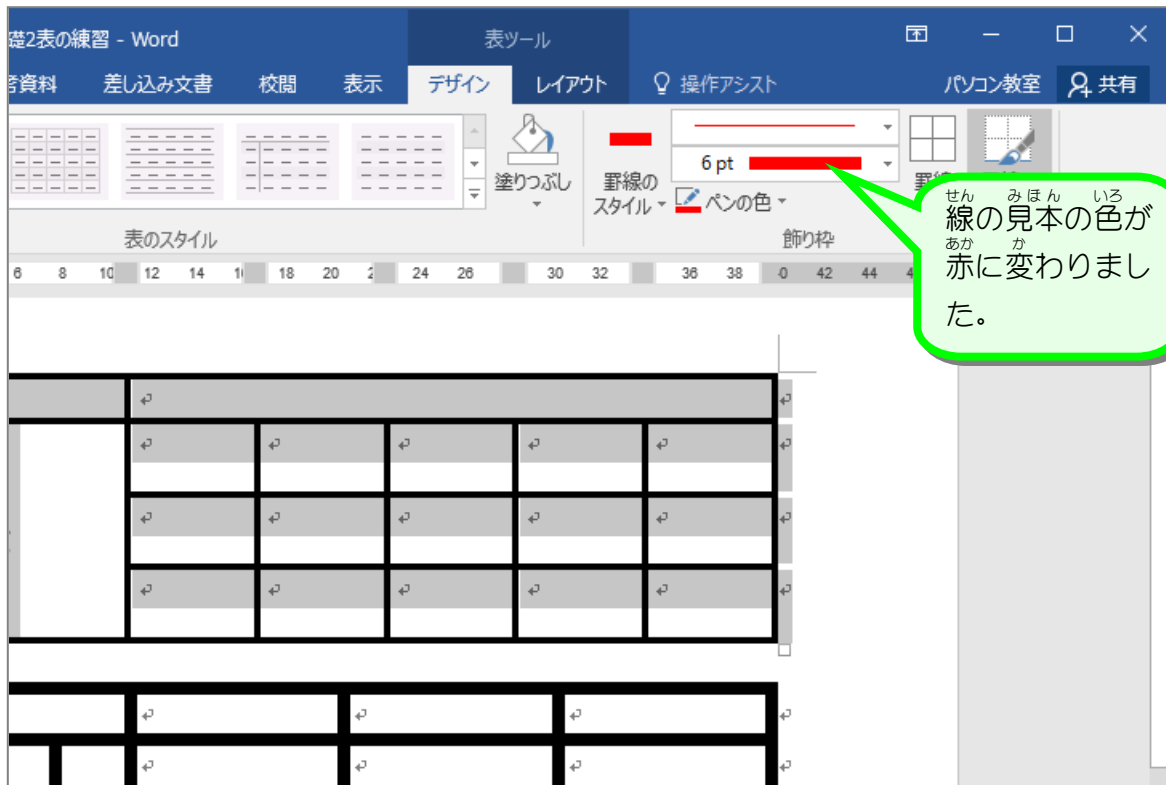 礎2表の練習 - Word
表ツール
考資料 差し込み文書 校閲 表示 デザイン レイアウト 操作アシスト パソコン教室 共有
6 pt
塗りつぶし
罫線の
スタイル
ペンの色
罫線
表のスタイル
飾り枠
せん みほん いろ
線の見本の色が
あか か
赤に変わりまし
た。
6 8 10 12 14 18 20 24 26 30 32 36 38 42 44